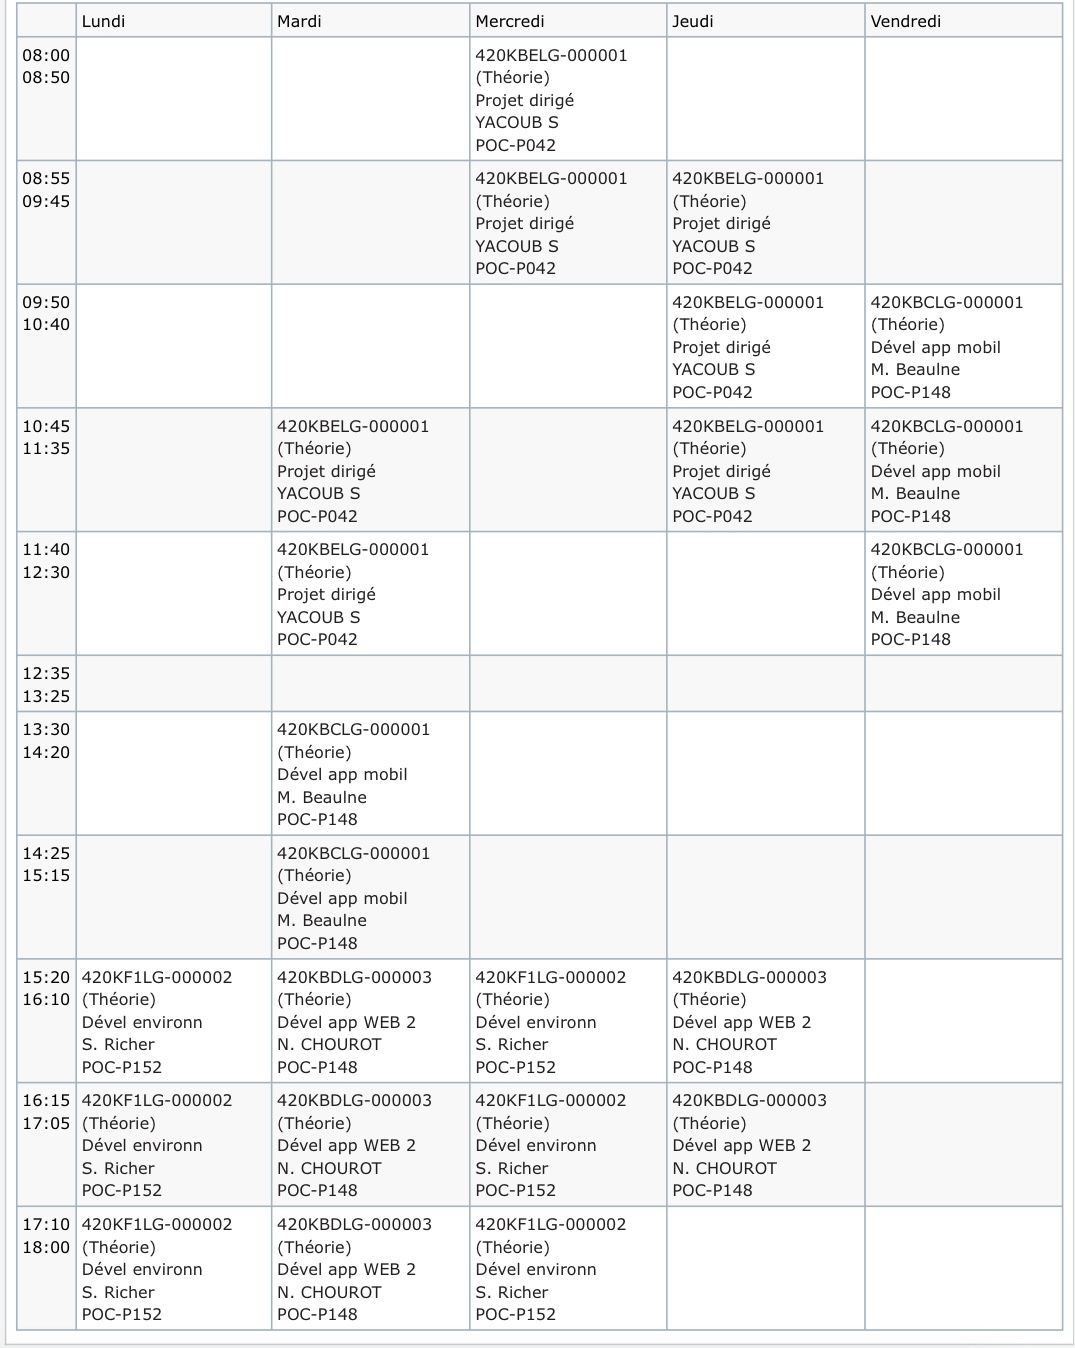 Lundi
Mardi
Mercredi
Jeudi
Vendredi
08:00
08:50
420KBELG-000001
(Théorie)
Projet dirigé
YACOUB S
POC-P042
08:55
09:45
420KBELG-000001
(Théorie)
Projet dirigé
YACOUB S
POC-P042
420KBELG-000001
(Théorie)
Projet dirigé
YACOUB S
POC-P042
09:50
10:40
420KBELG-000001
(Théorie)
Projet dirigé
YACOUB S
POC-P042
420KBCLG-000001
(Théorie)
Dével app mobil
M. Beaulne
POC-P148
10:45
11:35
420KBELG-000001
(Théorie)
Projet dirigé
YACOUB S
POC-P042
420KBELG-000001
(Théorie)
Projet dirigé
YACOUB S
POC-P042
420KBCLG-000001
(Théorie)
Dével app mobil
M. Beaulne
POC-P148
11:40
12:30
420KBELG-000001
(Théorie)
Projet dirigé
YACOUB S
POC-P042
420KBCLG-000001
(Théorie)
Dével app mobil
M. Beaulne
POC-P148
12:35
13:25
13:30
14:20
420KBCLG-000001
(Théorie)
Dével app mobil
M. Beaulne
POC-P148
14:25
15:15
420KBCLG-000001
(Théorie)
Dével app mobil
M. Beaulne
POC-P148
15:20
16:10
420KF1LG-000002
(Théorie)
Dével environn
S. Richer
POC-P152
420KBDLG-000003
(Théorie)
Dével app WEB 2
N. CHOUROT
POC-P148
420KF1LG-000002
(Théorie)
Dével environn
S. Richer
POC-P152
420KBDLG-000003
(Théorie)
Dével app WEB 2
N. CHOUROT
POC-P148
16:15
17:05
420KF1LG-000002
(Théorie)
Dével environn
S. Richer
POC-P152
420KBDLG-000003
(Théorie)
Dével app WEB 2
N. CHOUROT
POC-P148
420KF1LG-000002
(Théorie)
Dével environn
S. Richer
POC-P152
420KBDLG-000003
(Théorie)
Dével app WEB 2
N. CHOUROT
POC-P148
17:10
18:00
420KF1LG-000002
(Théorie)
Dével environn
S. Richer
POC-P152
420KBDLG-000003
(Théorie)
Dével app WEB 2
N. CHOUROT
POC-P148
420KF1LG-000002
(Théorie)
Dével environn
S. Richer
POC-P152